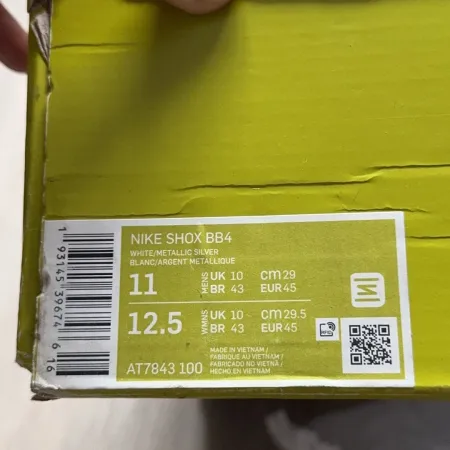 NIKE SHOX BB4
WHITE/METALLIC SILVER
BLANC/ARGENT METALLIQUE
11 MENS UK 10 CM 29
BR 43 EUR 45
12.5 WMNS UK 10 CM 29.5
BR 43 EUR 45
RFID
MADE IN VIETNAM /
FABRIQUÉ AU VIETNAM /
FABRICADO NO VIETNÃ /
HECHO EN VIETNAM
AT7843 100
1 93145 39674 6 16